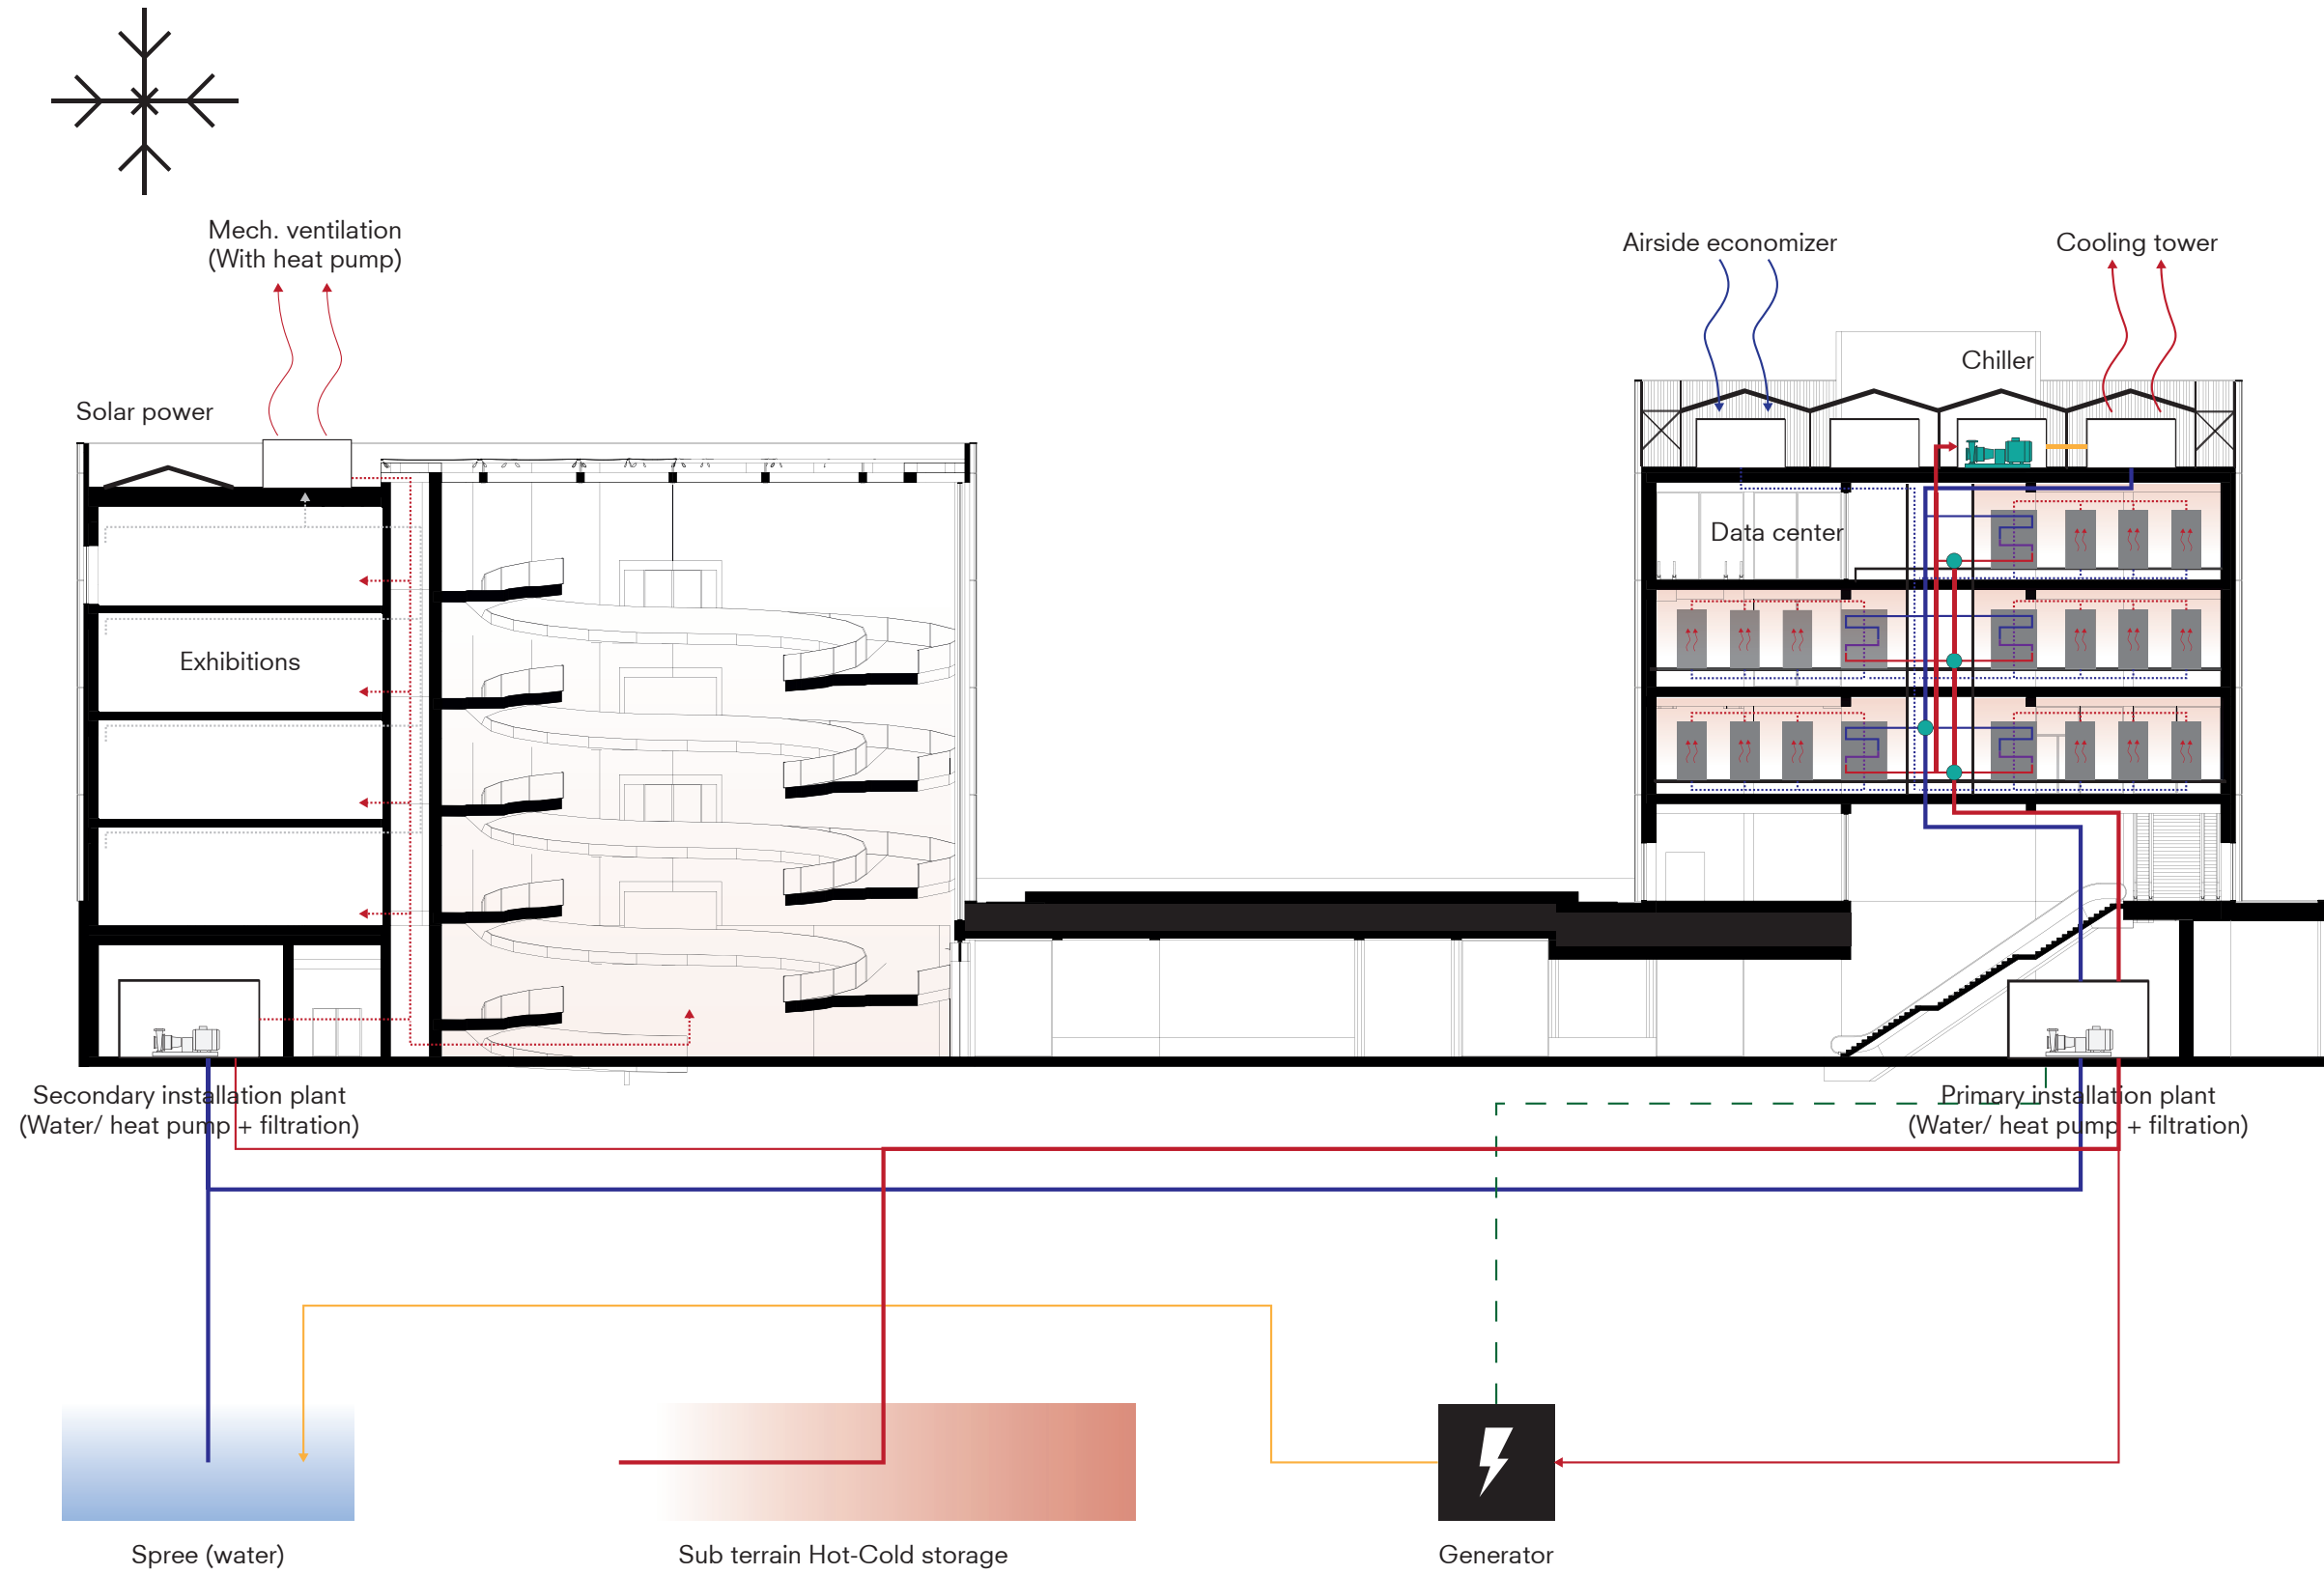 Mech. ventilation
(With heat pump)
Airside economizer
Cooling tower
Chiller
Solar power
Data center
Exhibitions
Secondary installation plant
(Water/ heat pump + filtration)
Primary installation plant
(Water/ heat pump + filtration)
Spree (water)
Sub terrain Hot-Cold storage
Generator